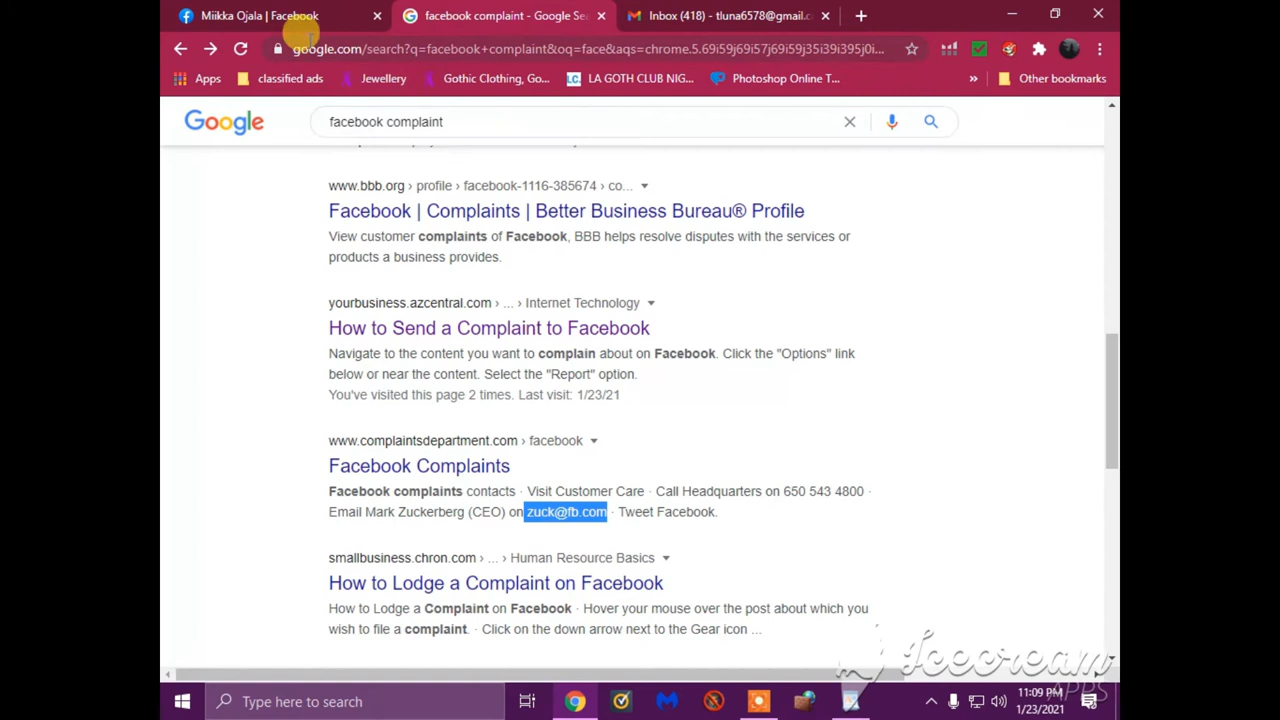 Miikka Ojala | Facebook
facebook complaint - Google Se
Inbox (418) - tluna6578@gmail.c
google.com/search?q=facebook+complaint&oq=face&aqs=chrome.5.69i59j69i57j69i59j35i39i395j0i...
Apps
classified ads
Jewellery
Gothic Clothing, Go...
LC. LA GOTH CLUB NIG...
Photoshop Online T...
»
Other bookmarks
Google
facebook complaint
www.bbb.org › profile › facebook-1116-385674 › co...
Facebook | Complaints | Better Business Bureau® Profile
View customer complaints of Facebook, BBB helps resolve disputes with the services or
products a business provides.
yourbusiness.azcentral.com › ... › Internet Technology
How to Send a Complaint to Facebook
Navigate to the content you want to complain about on Facebook. Click the "Options" link
below or near the content. Select the "Report" option.
You've visited this page 2 times. Last visit: 1/23/21
www.complaintsdepartment.com › facebook
Facebook Complaints
Facebook complaints contacts · Visit Customer Care · Call Headquarters on 650 543 4800 ·
Email Mark Zuckerberg (CEO) on zuck@fb.com · Tweet Facebook.
smallbusiness.chron.com › ... › Human Resource Basics
How to Lodge a Complaint on Facebook
How to Lodge a Complaint on Facebook · Hover your mouse over the post about which you
wish to file a complaint. · Click on the down arrow next to the Gear icon ...
Icecream
APPS
Type here to search
11:09 PM
1/23/2021